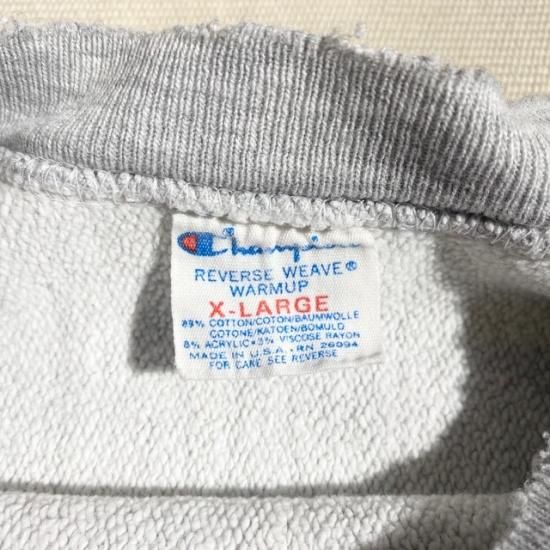 Champion
REVERSE WEAVE®
WARMUP
X-LARGE
89% COTTON/COTON/BAUMWOLLE
COTONE/KATOEN/BOMULD
8% ACRYLIC•3% VISCOSE RAYON
MADE IN U.S.A. RN 26094
FOR CARE SEE REVERSE